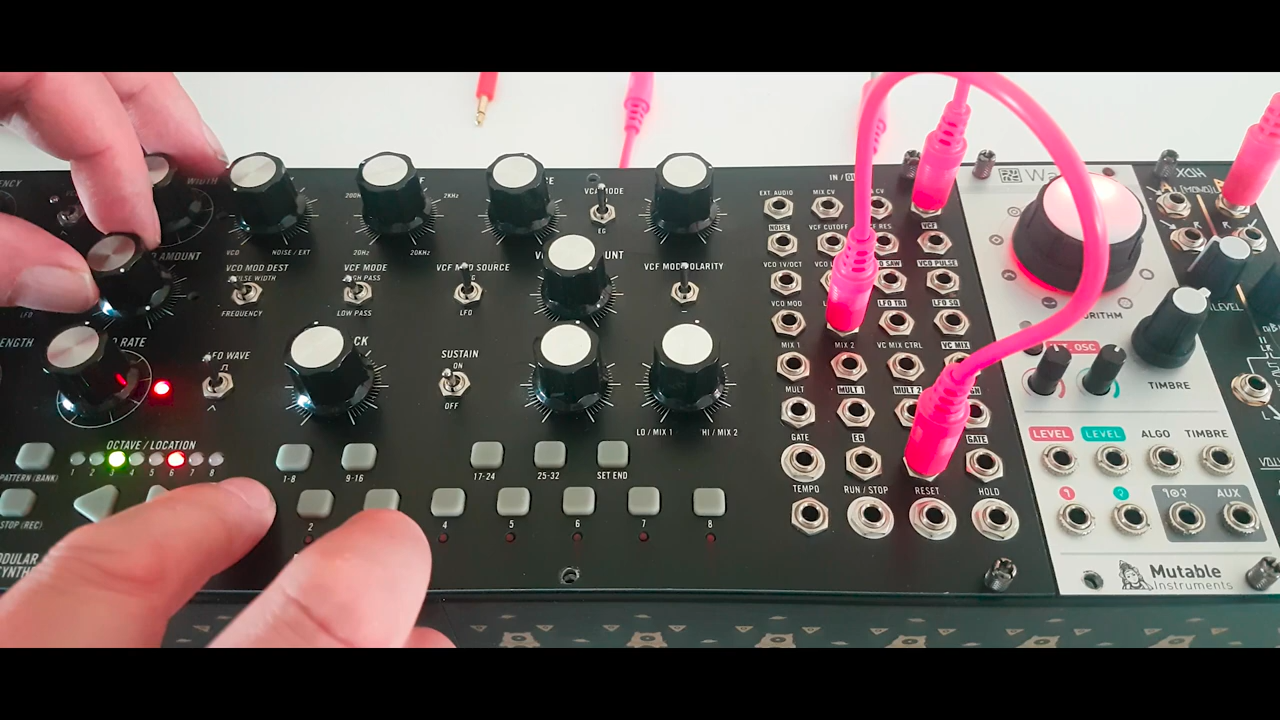 WIDTH
AMOUNT
LFO
VCO NOISE / EXT
VCO MOD DEST
PULSE WIDTH
FREQUENCY
200Hz 2KHz
20Hz 20KHz
VCF MODE
HIGH PASS
LOW PASS
VCF MOD SOURCE
EG
LFO
VCA MODE
EG
VCF MOD POLARITY
RATE
LFO WAVE
SUSTAIN
ON
OFF
LO / MIX 1 HI / MIX 2
OCTAVE / LOCATION
1 2 3 4 5 6 7 8
PATTERN (BANK)
STOP (REC)
1-8 9-16 17-24 25-32 SET END
2 4 5 6 7 8
EXT. AUDIO MIX CV
NOISE VCF CUTOFF VCF RES VCF
VCO 1V/OCT VCO PULSE
VCO MOD LFO TRI LFO SQ
MIX 1 MIX 2 VC MIX CTRL VC MIX
MULT MULT 1 MULT 2
GATE EG GATE
TEMPO RUN / STOP RESET HOLD
TIMBRE
LEVEL LEVEL ALGO TIMBRE
1 2 AUX
Mutable
Instruments
LEVEL